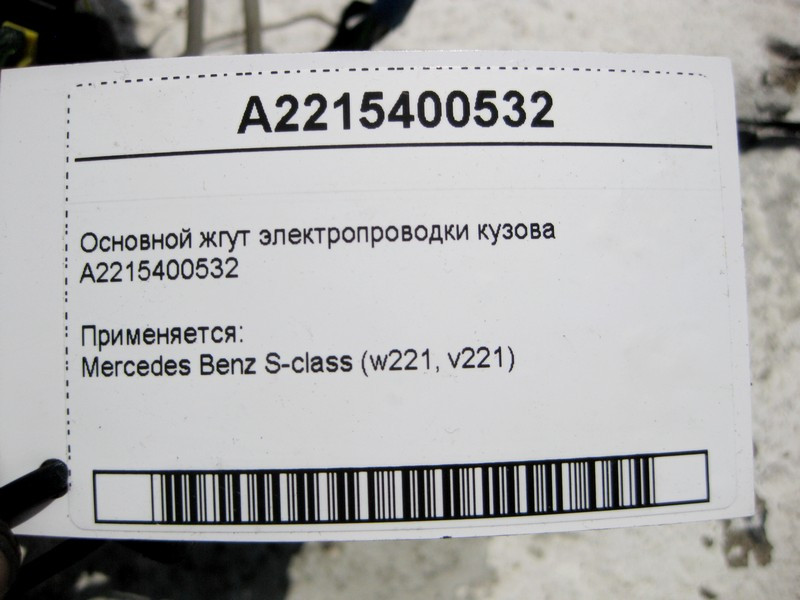 A2215400532
Основной жгут электропроводки кузова
A2215400532
Применяется:
Mercedes Benz S-class (w221, v221)